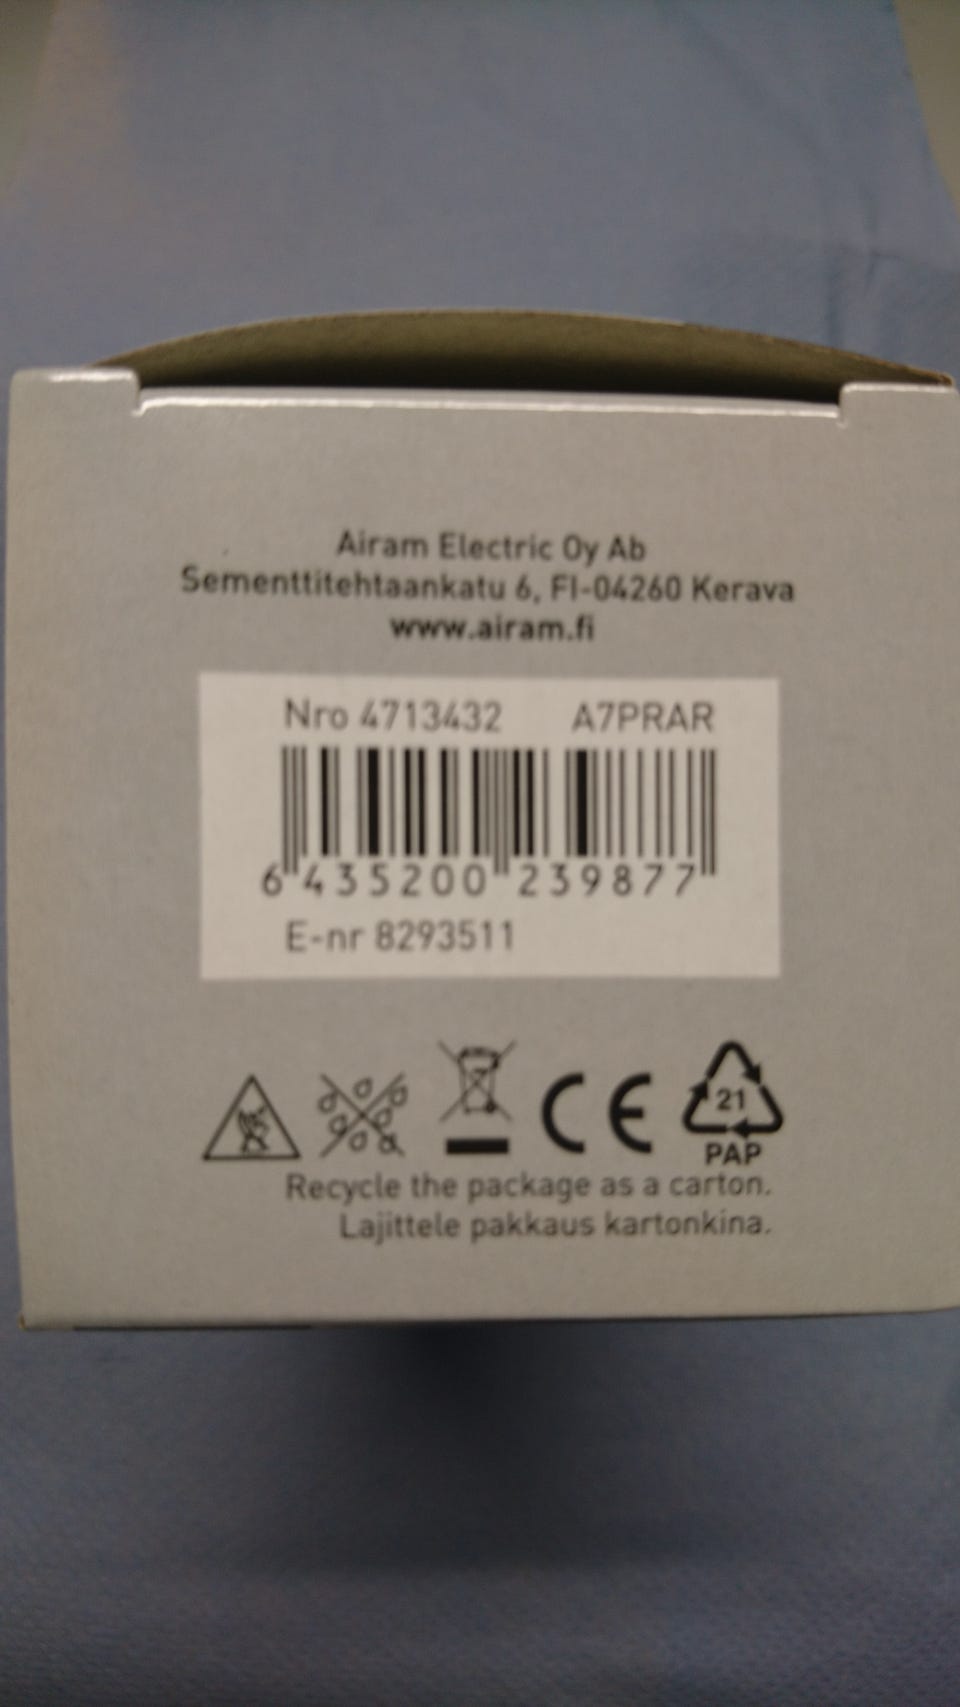 Airam Electric Oy Ab
Sementtitehtaankatu 6, FI-04260 Kerava
www.airam.fi
Nro 4713432 A7PRAR
6 435200 239877
E-nr 8293511
CE 21
PAP
Recycle the package as a carton.
Lajittele pakkaus kartonkina.